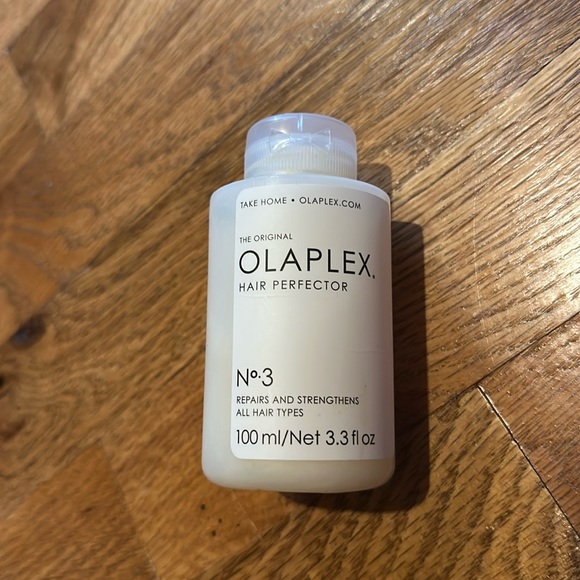 TAKE HOME • OLAPLEX.COM
THE ORIGINAL
OLAPLEX.
HAIR PERFECTOR
Nº.3
REPAIRS AND STRENGTHENS
ALL HAIR TYPES
100 ml/Net 3.3 fl oz